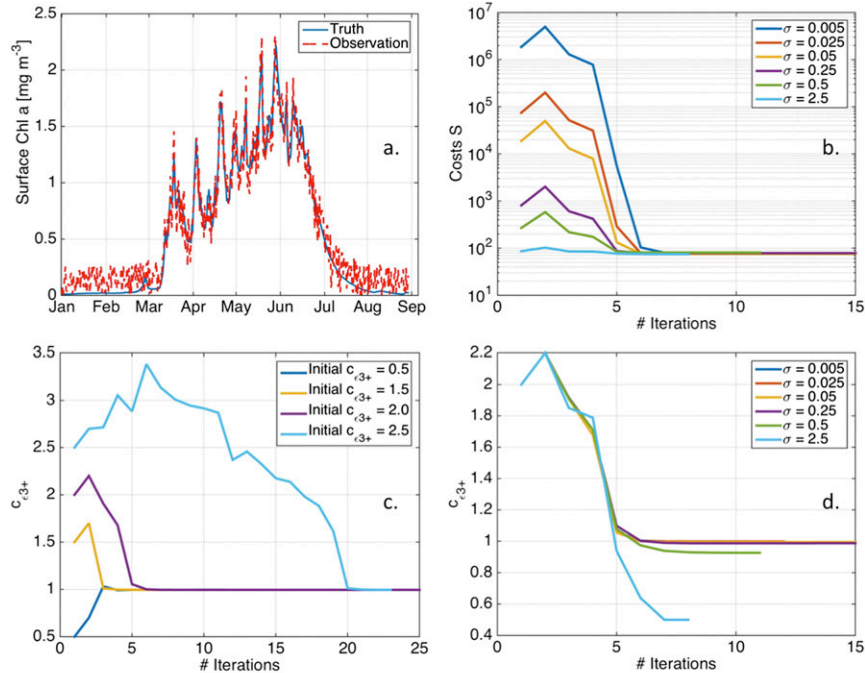 Surface Chl a [mg m⁻³]
2.5
2
1.5
1
0.5
0
Jan Feb Mar Apr May Jun Jul Aug Sep
Truth
Observation
a.
Costs S
10⁷
10⁶
10⁵
10⁴
10³
10²
10¹
0 5 10 15
# Iterations
σ = 0.005
σ = 0.025
σ = 0.05
σ = 0.25
σ = 0.5
σ = 2.5
b.
c_ϵ3+
3.5
3
2.5
2
1.5
1
0.5
0 5 10 15 20 25
# Iterations
Initial c_ϵ3+ = 0.5
Initial c_ϵ3+ = 1.5
Initial c_ϵ3+ = 2.0
Initial c_ϵ3+ = 2.5
c.
c_ϵ3+
2.2
2
1.8
1.6
1.4
1.2
1
0.8
0.6
0.4
0 5 10 15
# Iterations
σ = 0.005
σ = 0.025
σ = 0.05
σ = 0.25
σ = 0.5
σ = 2.5
d.